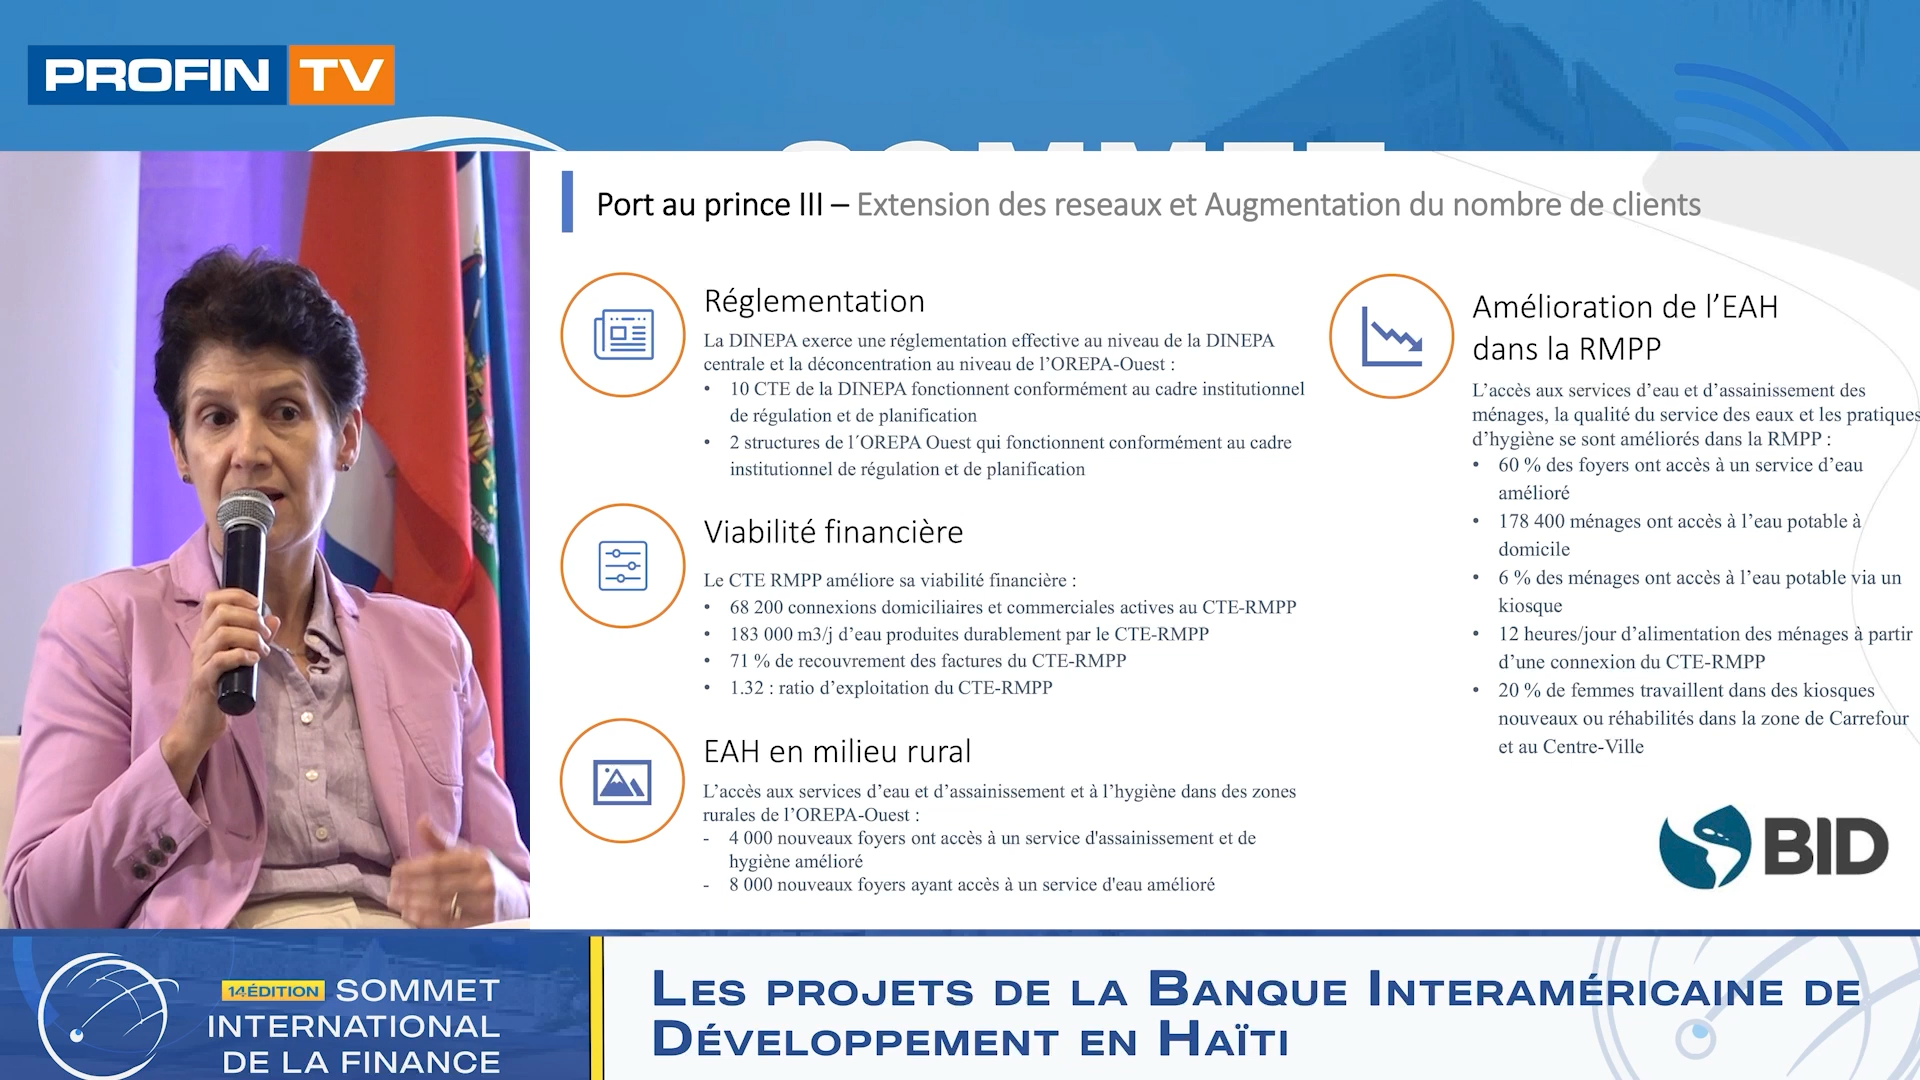 PROFIN TV
SOMMET
Port au prince III – Extension des reseaux et Augmentation du nombre de clients
Réglementation
La DINEPA exerce une réglementation effective au niveau de la DINEPA
centrale et la déconcentration au niveau de l’OREPA-Ouest :
• 10 CTE de la DINEPA fonctionnent conformément au cadre institutionnel
de régulation et de planification
• 2 structures de l´OREPA Ouest qui fonctionnent conformément au cadre
institutionnel de régulation et de planification
Viabilité financière
Le CTE RMPP améliore sa viabilité financière :
• 68 200 connexions domiciliaires et commerciales actives au CTE-RMPP
• 183 000 m3/j d’eau produites durablement par le CTE-RMPP
• 71 % de recouvrement des factures du CTE-RMPP
• 1.32 : ratio d’exploitation du CTE-RMPP
EAH en milieu rural
L’accès aux services d’eau et d’assainissement et à l’hygiène dans des zones
rurales de l’OREPA-Ouest :
- 4 000 nouveaux foyers ont accès à un service d'assainissement et de
hygiène amélioré
- 8 000 nouveaux foyers ayant accès à un service d'eau amélioré
Amélioration de l’EAH
dans la RMPP
L’accès aux services d’eau et d’assainissement des
ménages, la qualité du service des eaux et les pratiques
d’hygiène se sont améliorés dans la RMPP :
• 60 % des foyers ont accès à un service d’eau
amélioré
• 178 400 ménages ont accès à l’eau potable à
domicile
• 6 % des ménages ont accès à l’eau potable via un
kiosque
• 12 heures/jour d’alimentation des ménages à partir
d’une connexion du CTE-RMPP
• 20 % de femmes travaillent dans des kiosques
nouveaux ou réhabilités dans la zone de Carrefour
et au Centre-Ville
BID
14ÉDITION SOMMET
INTERNATIONAL
DE LA FINANCE
LES PROJETS DE LA BANQUE INTERAMÉRICAINE DE
DÉVELOPPEMENT EN HAÏTI